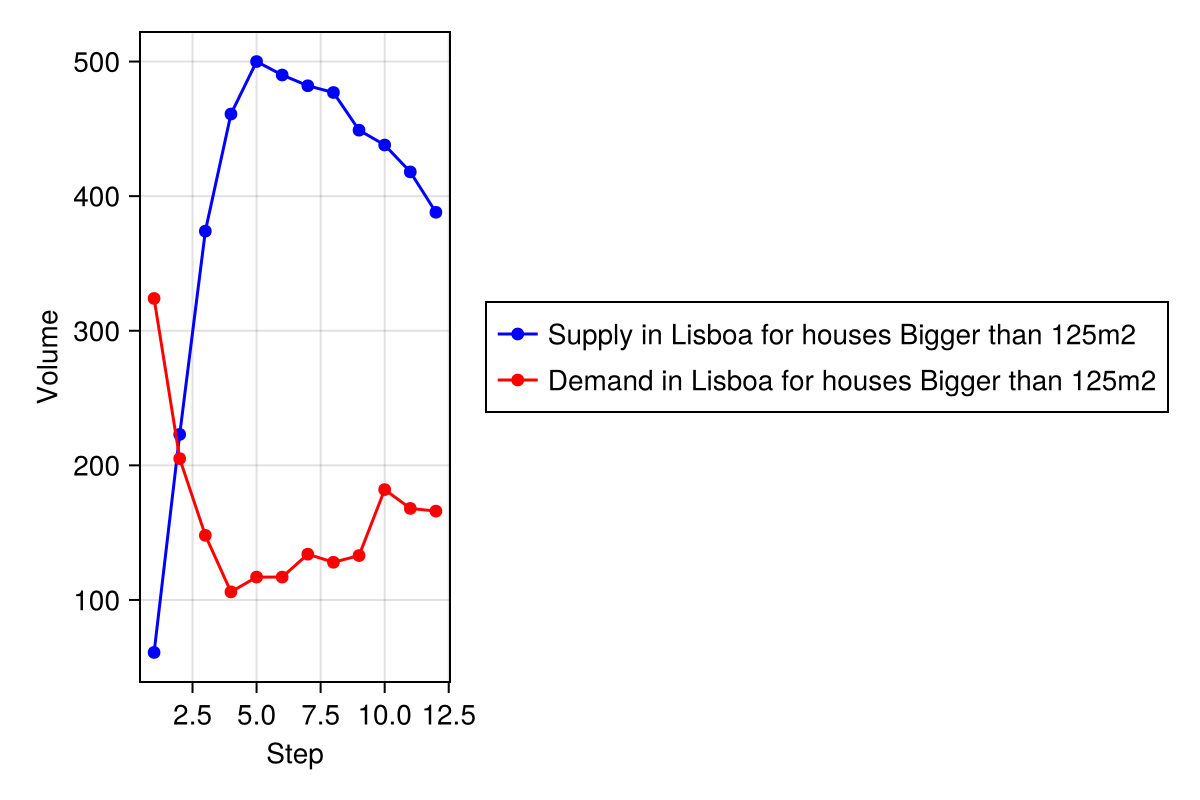 500
400
300
200
100
Volume
2.5 5.0 7.5 10.0 12.5
Step
Supply in Lisboa for houses Bigger than 125m2
Demand in Lisboa for houses Bigger than 125m2